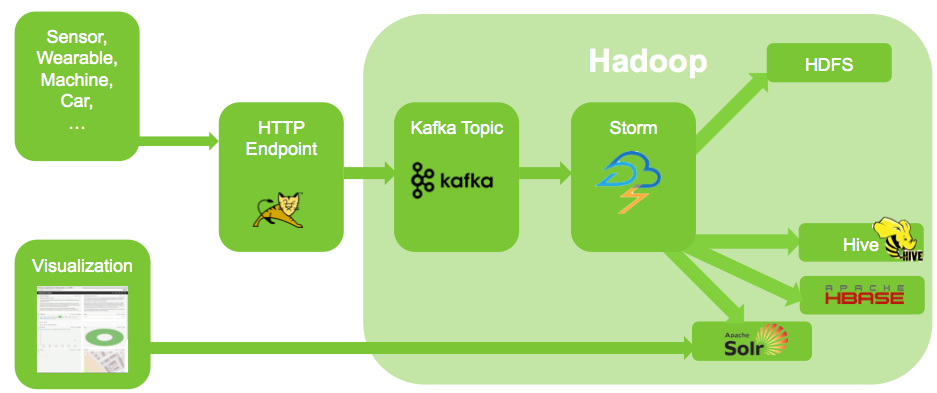 Sensor,
Wearable,
Machine,
Car,
...
HTTP
Endpoint
Hadoop
Kafka Topic
kafka
Storm
HDFS
Hive
HIVE
APACHE
HBASE
Apache
Solr
Visualization